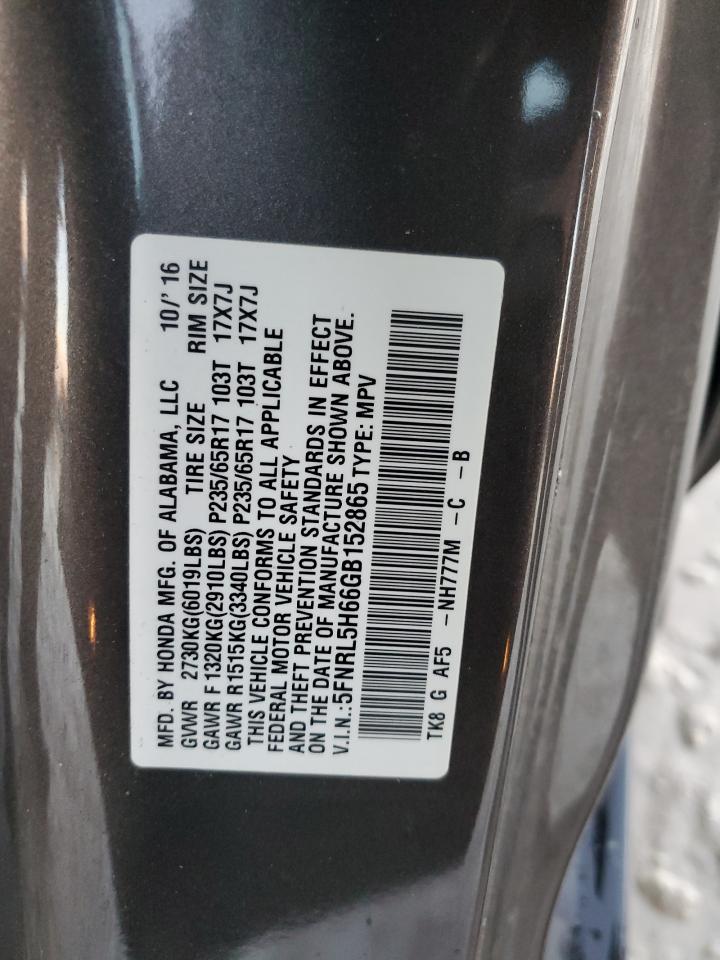 MFD. BY HONDA MFG. OF ALABAMA, LLC 10/' 16
GVWR 2730KG(6019LBS) TIRE SIZE RIM SIZE
GAWR F 1320KG(2910LBS) P235/65R17 103T 17X7J
GAWR R1515KG(3340LBS) P235/65R17 103T 17X7J
THIS VEHICLE CONFORMS TO ALL APPLICABLE
FEDERAL MOTOR VEHICLE SAFETY
AND THEFT PREVENTION STANDARDS IN EFFECT
ON THE DATE OF MANUFACTURE SHOWN ABOVE.
V.I.N.:5FNRL5H66GB152865 TYPE: MPV
TK8 G AF5 -NH777M -C -B